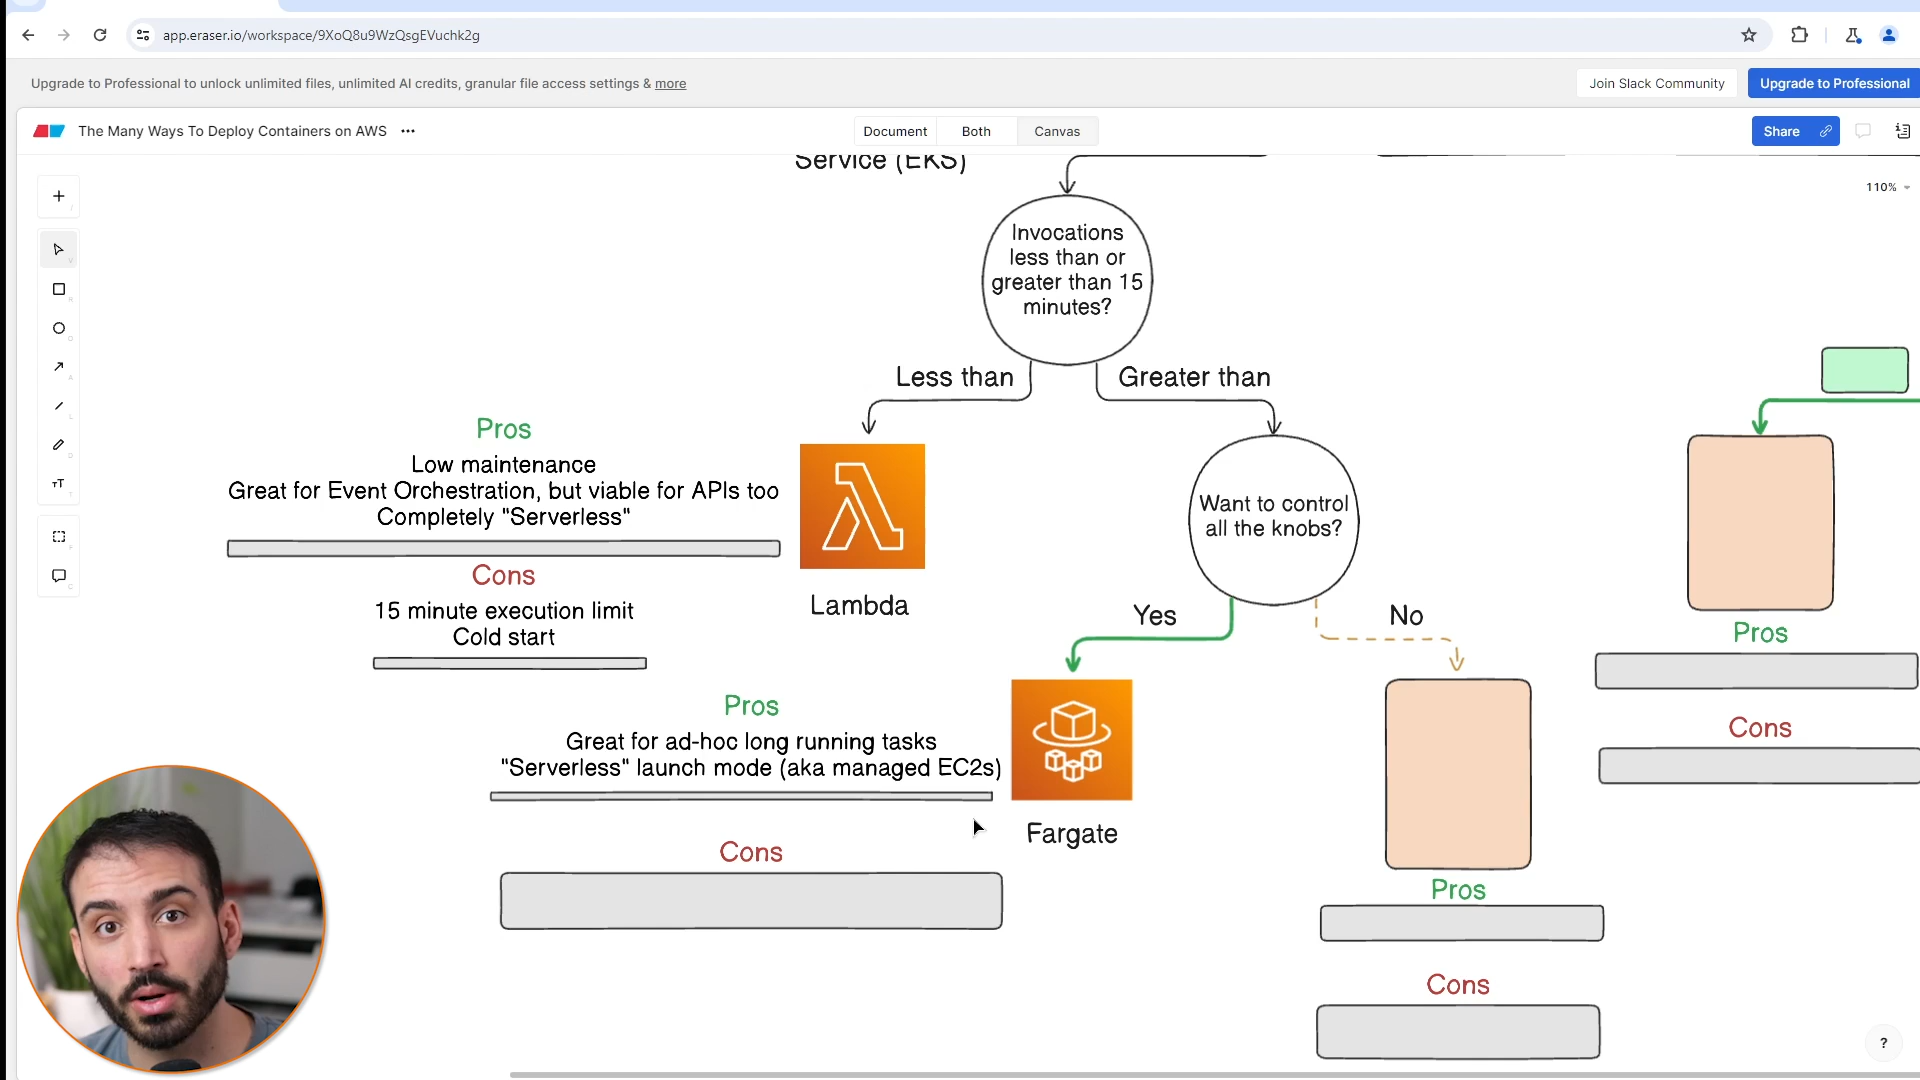 app.eraser.io/workspace/9XoQ8u9WzQsgEVuchk2g
Upgrade to Professional to unlock unlimited files, unlimited AI credits, granular file access settings & more
Join Slack Community
Upgrade to Professional
The Many Ways To Deploy Containers on AWS
Document
Both
Canvas
Share
110%
Service (EKS)
Invocations
less than or
greater than 15
minutes?
Less than
Greater than
Pros
Low maintenance
Great for Event Orchestration, but viable for APIs too
Completely "Serverless"
Cons
15 minute execution limit
Cold start
Lambda
Want to control
all the knobs?
Yes
No
Pros
Great for ad-hoc long running tasks
"Serverless" launch mode (aka managed EC2s)
Cons
Fargate
Pros
Cons
Pros
Cons
?